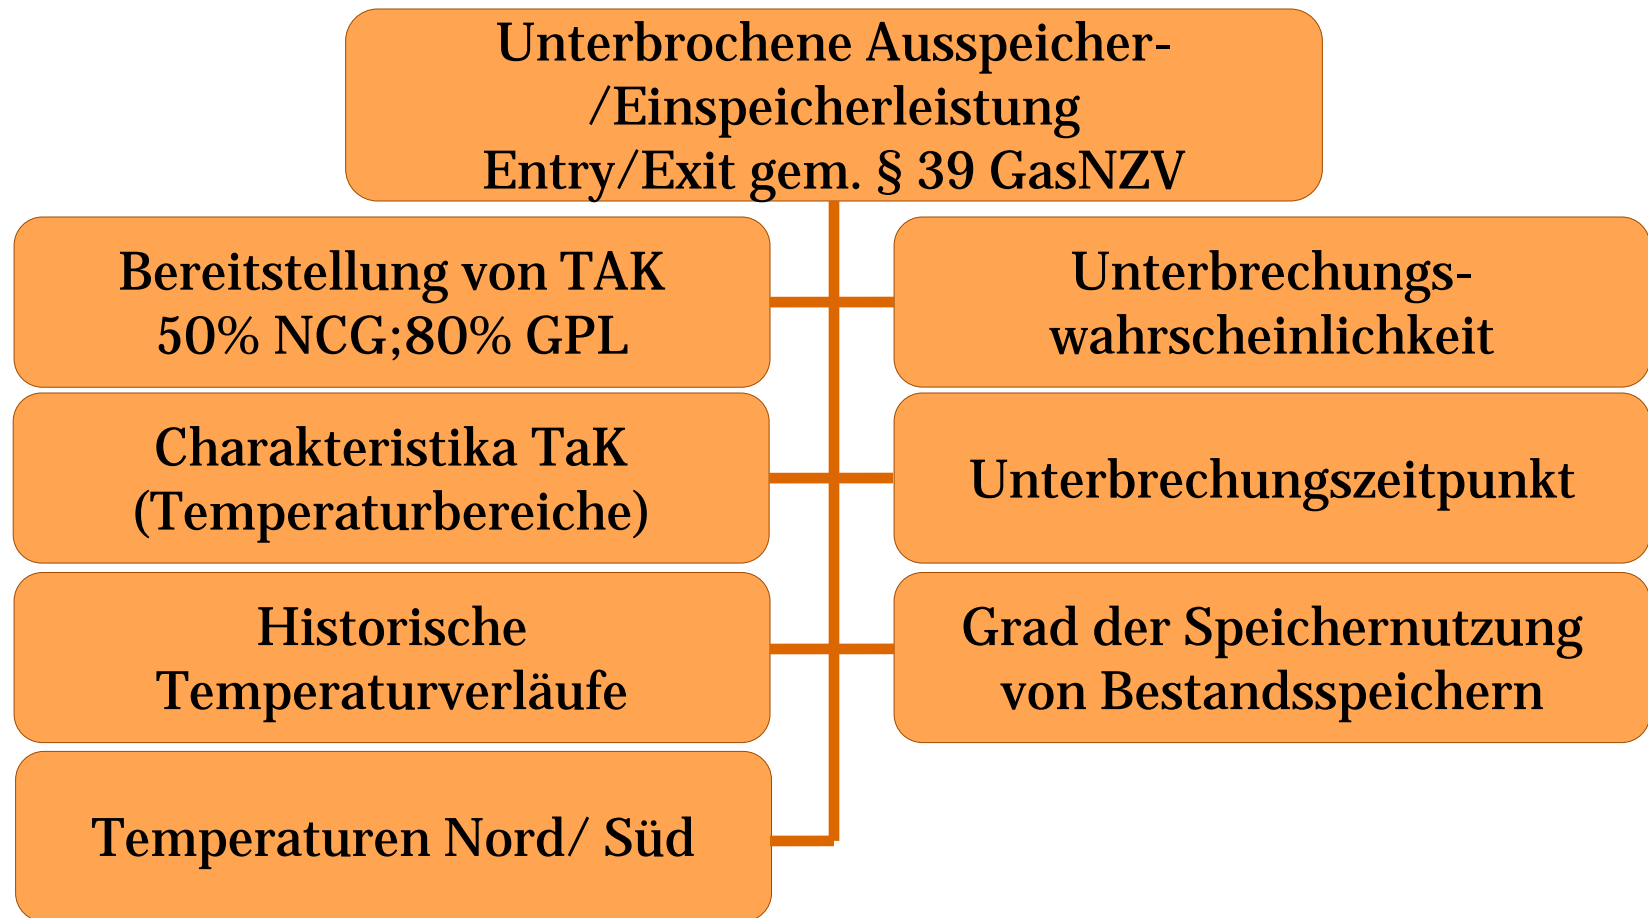 Unterbrochene Ausspeicher-
/Einspeicherleistung
Entry/Exit gem. § 39 GasNZV
Bereitstellung von TAK
50% NCG;80% GPL
Unterbrechungs-
wahrscheinlichkeit
Charakteristika TaK
(Temperaturbereiche)
Unterbrechungszeitpunkt
Historische
Temperaturverläufe
Grad der Speichernutzung
von Bestandsspeichern
Temperaturen Nord/ Süd